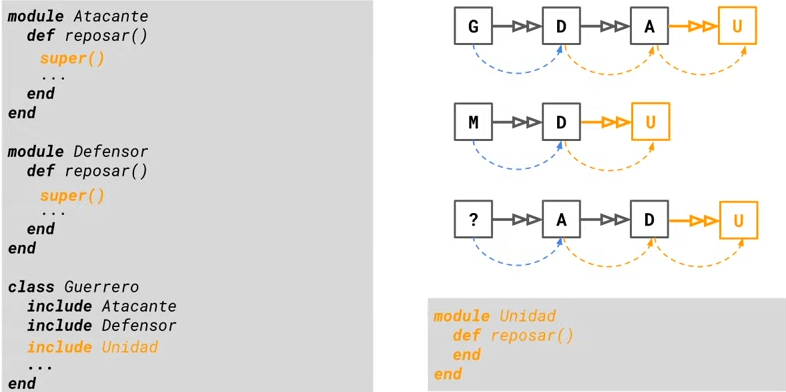 module Atacante
def reposar()
super()
...
end
end
module Defensor
def reposar()
super()
...
end
end
class Guerrero
include Atacante
include Defensor
include Unidad
...
end
G D A U
M D U
? A D U
module Unidad
def reposar()
end
end